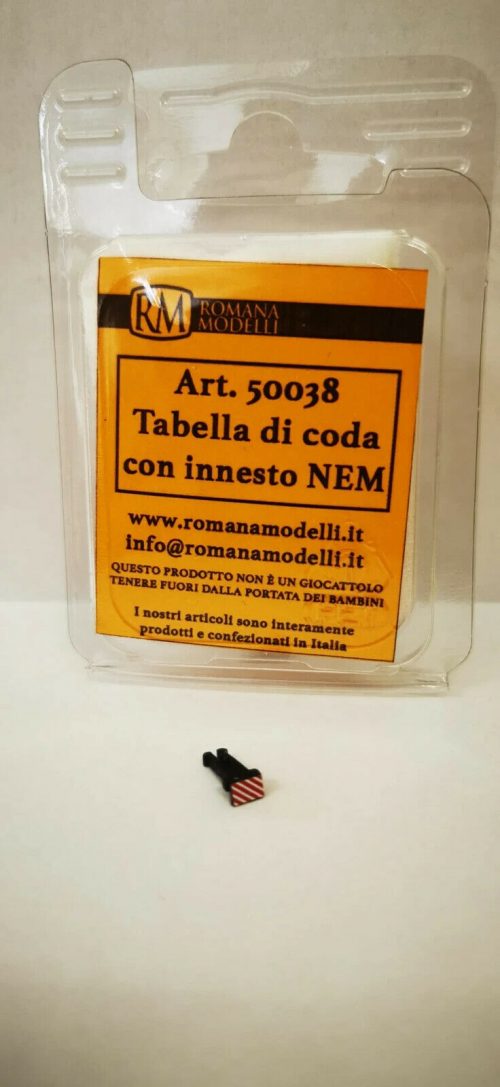 RM
ROMANA
MODELLI
Art. 50038
Tabella di coda
con innesto NEM
www.romanamodelli.it
info@romanamodelli.it
QUESTO PRODOTTO NON È UN GIOCATTOLO
TENERE FUORI DALLA PORTATA DEI BAMBINI
I nostri articoli sono interamente
prodotti e confezionati in Italia